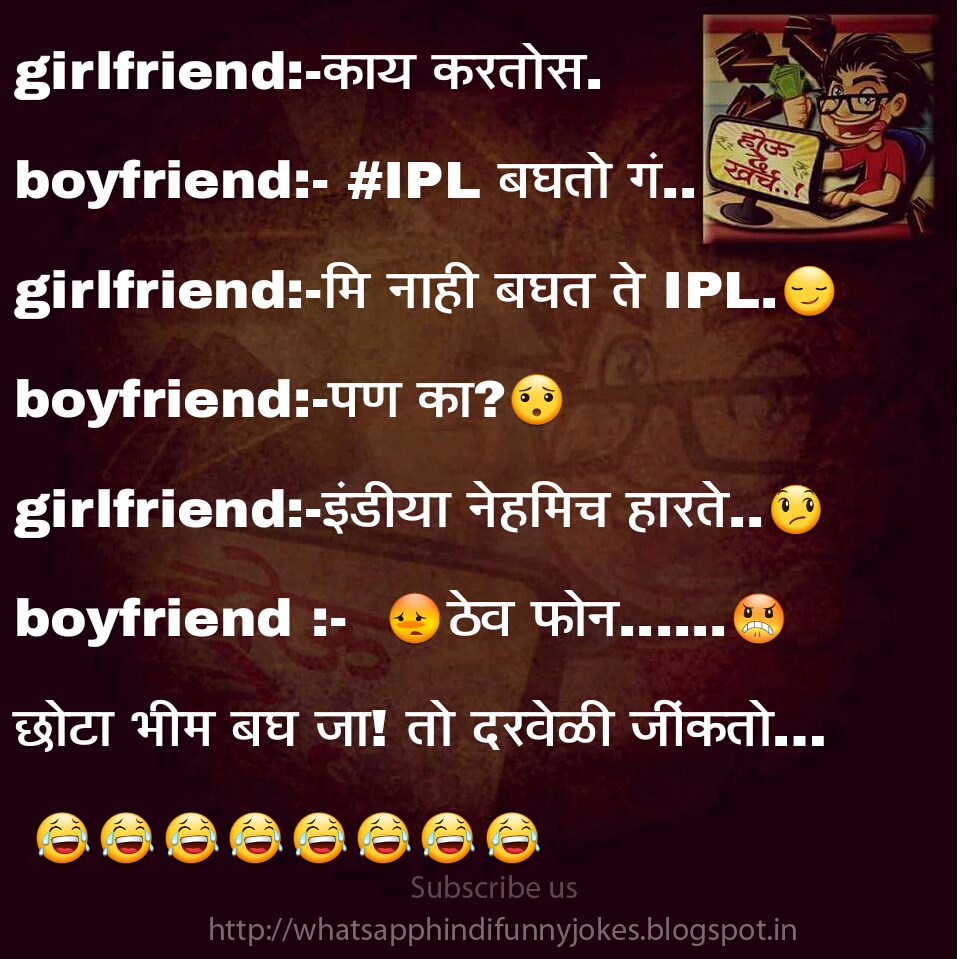 girlfriend:-काय करतोस.
boyfriend:- #IPL बघतो गं..
होऊ
दे
खर्च..!
girlfriend:-मि नाही बघत ते IPL.😏
boyfriend:-पण का?😯
girlfriend:-इंडीया नेहमिच हारते..😞
boyfriend :- 😡ठेव फोन......😠
छोटा भीम बघ जा! तो दरवेळी जींकतो...
😂😂😂😂😂😂😂😂
Subscribe us
http://whatsapphindifunnyjokes.blogspot.in